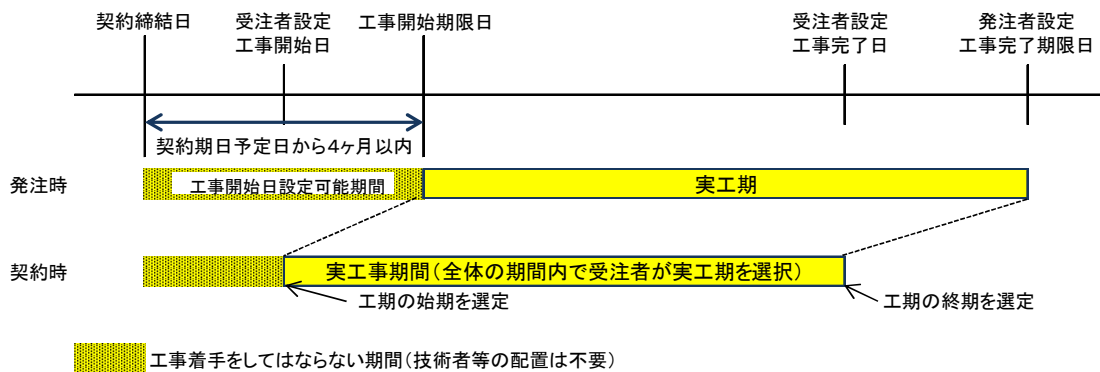 契約締結日
受注者設定
工事開始日
工事開始期限日
受注者設定
工事完了日
発注者設定
工事完了期限日
契約期日予定日から4ヶ月以内
発注時
工事開始日設定可能期間
実工期
契約時
実工事期間(全体の期間内で受注者が実工期を選択)
工期の始期を選定
工期の終期を選定
工事着手をしてはならない期間(技術者等の配置は不要)